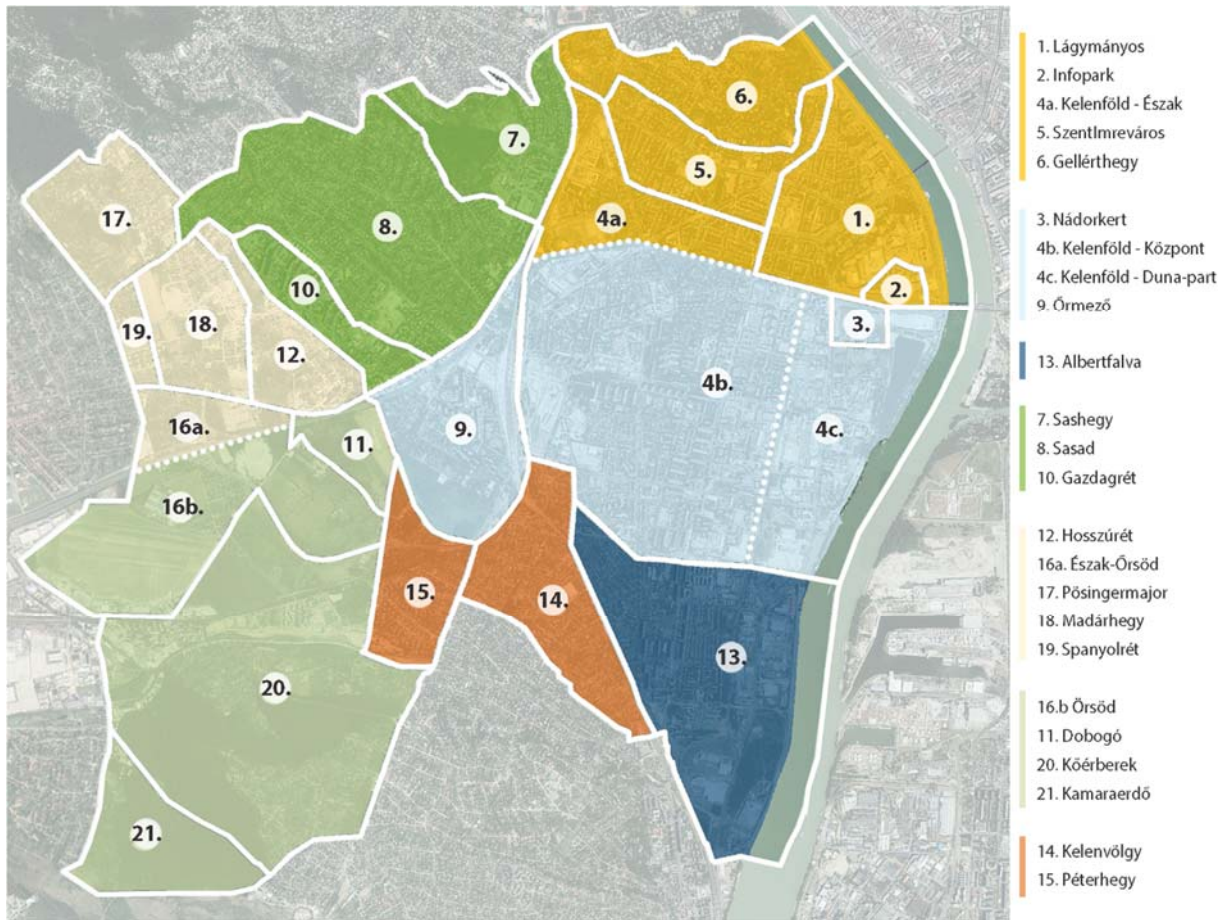 6.
7.
5.
17.
4a.
1.
8.
10.
2.
18.
19.
3.
12.
4b.
4c.
16a.
11.
9.
16b.
15.
14.
13.
20.
21.
1. Lágymányos
2. Infopark
4a. Kelenföld - Észak
5. SzentImreváros
6. Gellérthegy
3. Nádorkert
4b. Kelenföld - Központ
4c. Kelenföld - Duna-part
9. Őrmező
13. Albertfalva
7. Sashegy
8. Sasad
10. Gazdagrét
12. Hosszúrét
16a. Észak-Őrsöd
17. Pösingermajor
18. Madárhegy
19. Spanyolrét
16.b Őrsöd
11. Dobogó
20. Kőérberek
21. Kamaraerdő
14. Kelenvölgy
15. Péterhegy